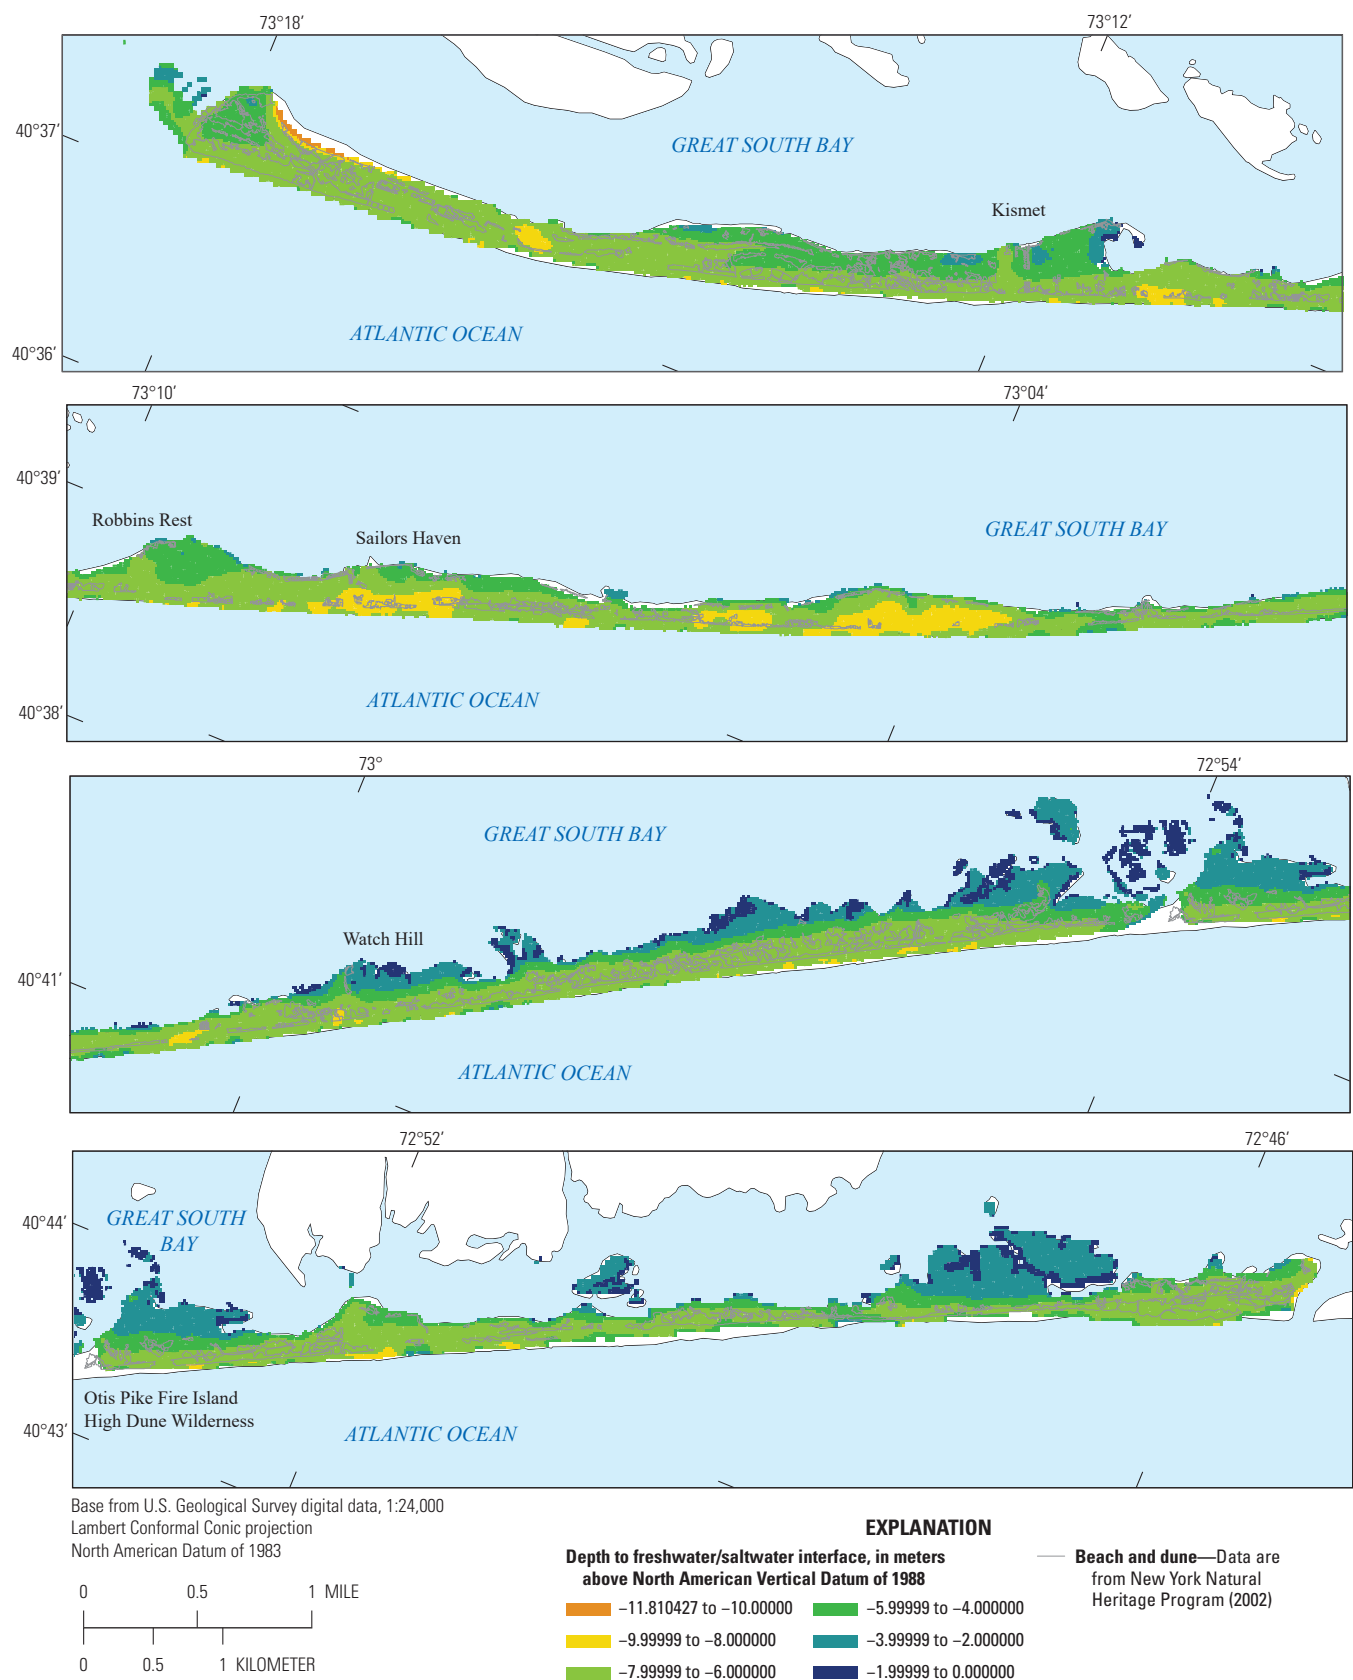 73°18′
73°12′
40°37′
GREAT SOUTH BAY
Kismet
ATLANTIC OCEAN
40°36′
73°10′
73°04′
40°39′
Robbins Rest
Sailors Haven
GREAT SOUTH BAY
ATLANTIC OCEAN
40°38′
73°
72°54′
GREAT SOUTH BAY
Watch Hill
40°41′
ATLANTIC OCEAN
72°52′
72°46′
40°44′
GREAT SOUTH
BAY
Otis Pike Fire Island
High Dune Wilderness
40°43′
ATLANTIC OCEAN
Base from U.S. Geological Survey digital data, 1:24,000
Lambert Conformal Conic projection
North American Datum of 1983
0 0.5 1 MILE
0 0.5 1 KILOMETER
EXPLANATION
Depth to freshwater/saltwater interface, in meters
above North American Vertical Datum of 1988
−11.810427 to −10.00000
−9.99999 to −8.000000
−7.99999 to −6.000000
−5.99999 to −4.000000
−3.99999 to −2.000000
−1.99999 to 0.000000
Beach and dune—Data are
from New York Natural
Heritage Program (2002)